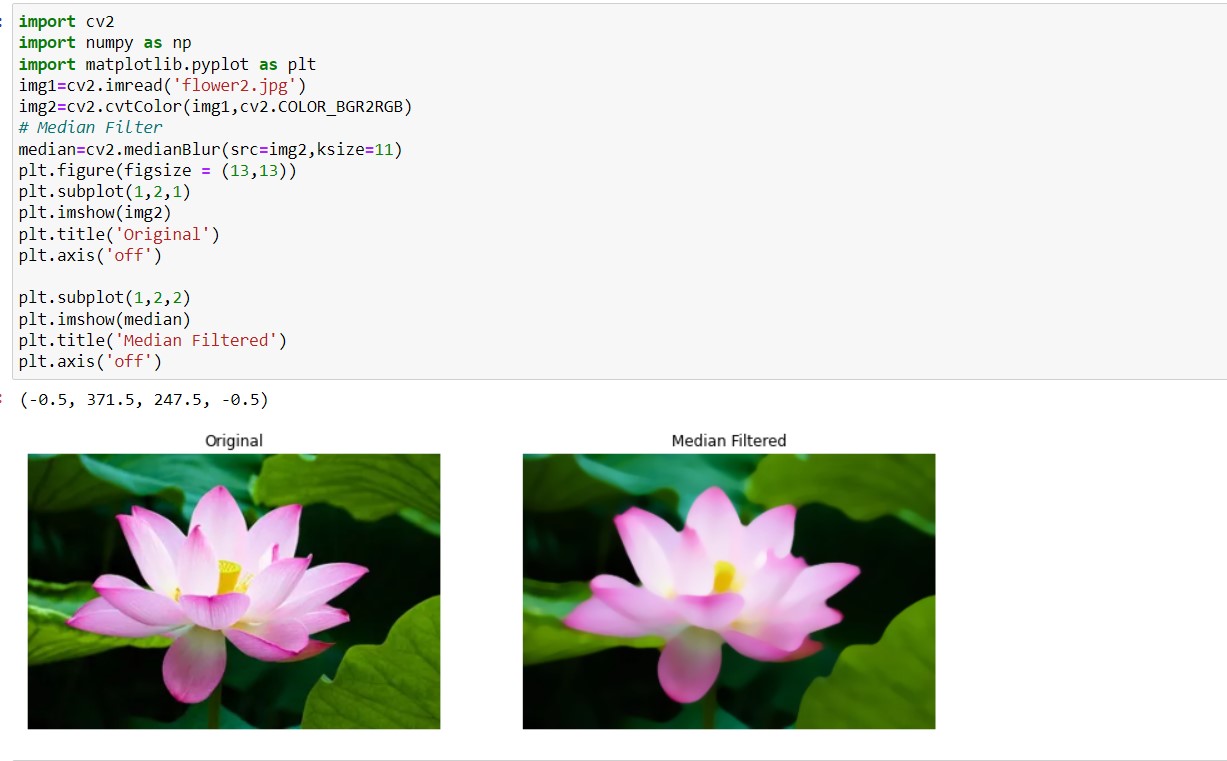 import cv2
import numpy as np
import matplotlib.pyplot as plt
img1=cv2.imread('flower2.jpg')
img2=cv2.cvtColor(img1,cv2.COLOR_BGR2RGB)
# Median Filter
median=cv2.medianBlur(src=img2,ksize=11)
plt.figure(figsize = (13,13))
plt.subplot(1,2,1)
plt.imshow(img2)
plt.title('Original')
plt.axis('off')
plt.subplot(1,2,2)
plt.imshow(median)
plt.title('Median Filtered')
plt.axis('off')
(-0.5, 371.5, 247.5, -0.5)
Original
Median Filtered